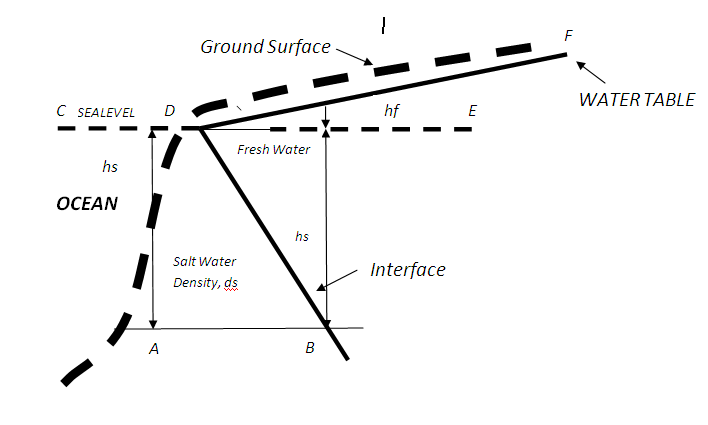 I
Ground Surface
F
WATER TABLE
C SEALEVEL D hf E
Fresh Water
hs
OCEAN
hs
Salt Water
Density, ds
Interface
A B